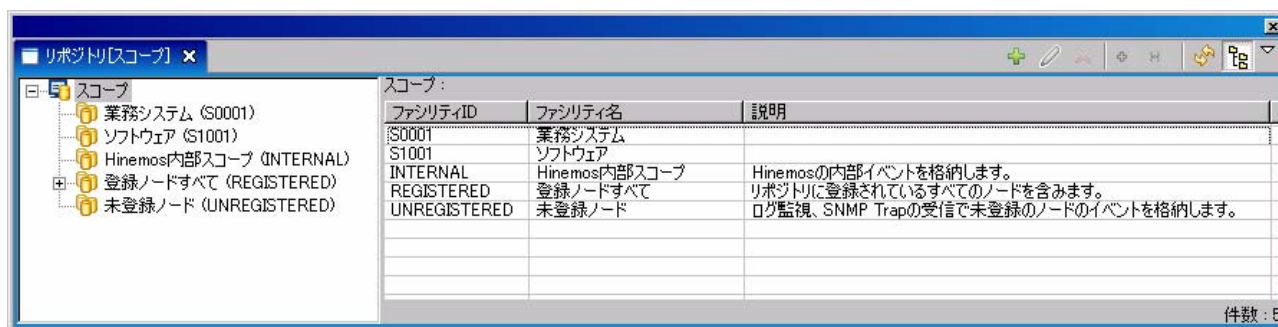 リポジトリ[スコープ]
スコープ
業務システム (S0001)
ソフトウェア (S1001)
Hinemos内部スコープ (INTERNAL)
登録ノードすべて (REGISTERED)
未登録ノード (UNREGISTERED)
スコープ :
ファシリティID ファシリティ名 説明
S0001 業務システム
S1001 ソフトウェア
INTERNAL Hinemos内部スコープ Hinemosの内部イベントを格納します。
REGISTERED 登録ノードすべて リポジトリに登録されているすべてのノードを含みます。
UNREGISTERED 未登録ノード ログ監視、SNMP Trapの受信で未登録のノードのイベントを格納します。
件数 : 5